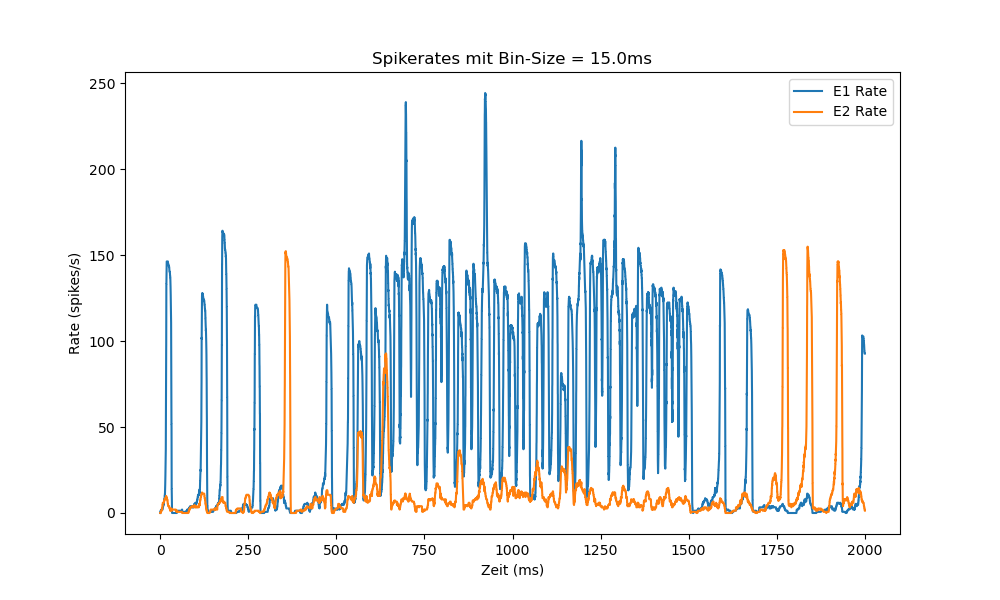 Spikerates mit Bin-Size = 15.0ms
E1 Rate
E2 Rate
250
200
150
100
50
0
Rate (spikes/s)
0 250 500 750 1000 1250 1500 1750 2000
Zeit (ms)